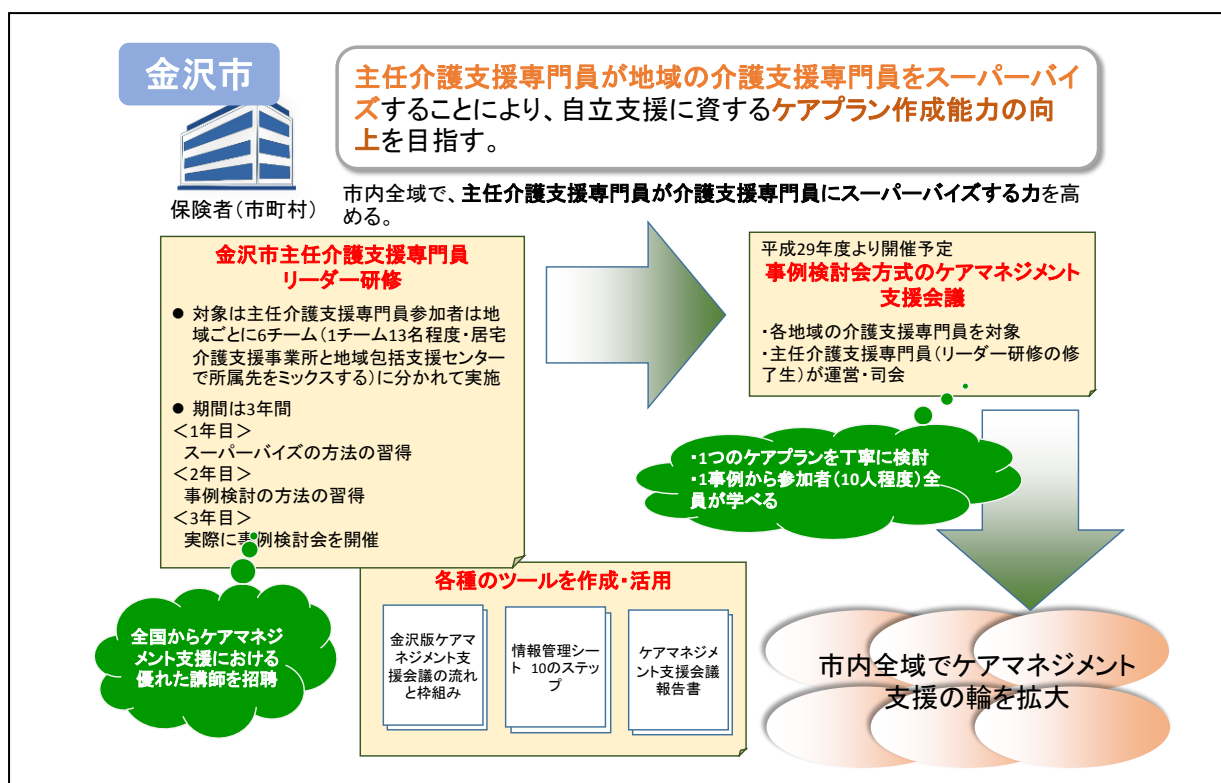 金沢市
主任介護支援専門員が地域の介護支援専門員をスーパーバイ
ズすることにより、自立支援に資するケアプラン作成能力の向
上を目指す。
保険者(市町村)
市内全域で、主任介護支援専門員が介護支援専門員にスーパーバイズする力を高
める。
金沢市主任介護支援専門員
リーダー研修
● 対象は主任介護支援専門員参加者は地
域ごとに6チーム(1チーム13名程度・居宅
介護支援事業所と地域包括支援センター
で所属先をミックスする)に分かれて実施
● 期間は3年間
<1年目>
スーパーバイズの方法の習得
<2年目>
事例検討の方法の習得
<3年目>
実際に事例検討会を開催
全国からケアマネジ
メント支援における
優れた講師を招聘
平成29年度より開催予定
事例検討会方式のケアマネジメント
支援会議
・各地域の介護支援専門員を対象
・主任介護支援専門員(リーダー研修の修
了生)が運営・司会
・1つのケアプランを丁寧に検討
・1事例から参加者(10人程度)全
員が学べる
各種のツールを作成・活用
金沢版ケアマ
ネジメント支
援会議の流れ
と枠組み
情報管理シー
ト 10のステッ
プ
ケアマネジメ
ント支援会議
報告書
市内全域でケアマネジメント
支援の輪を拡大